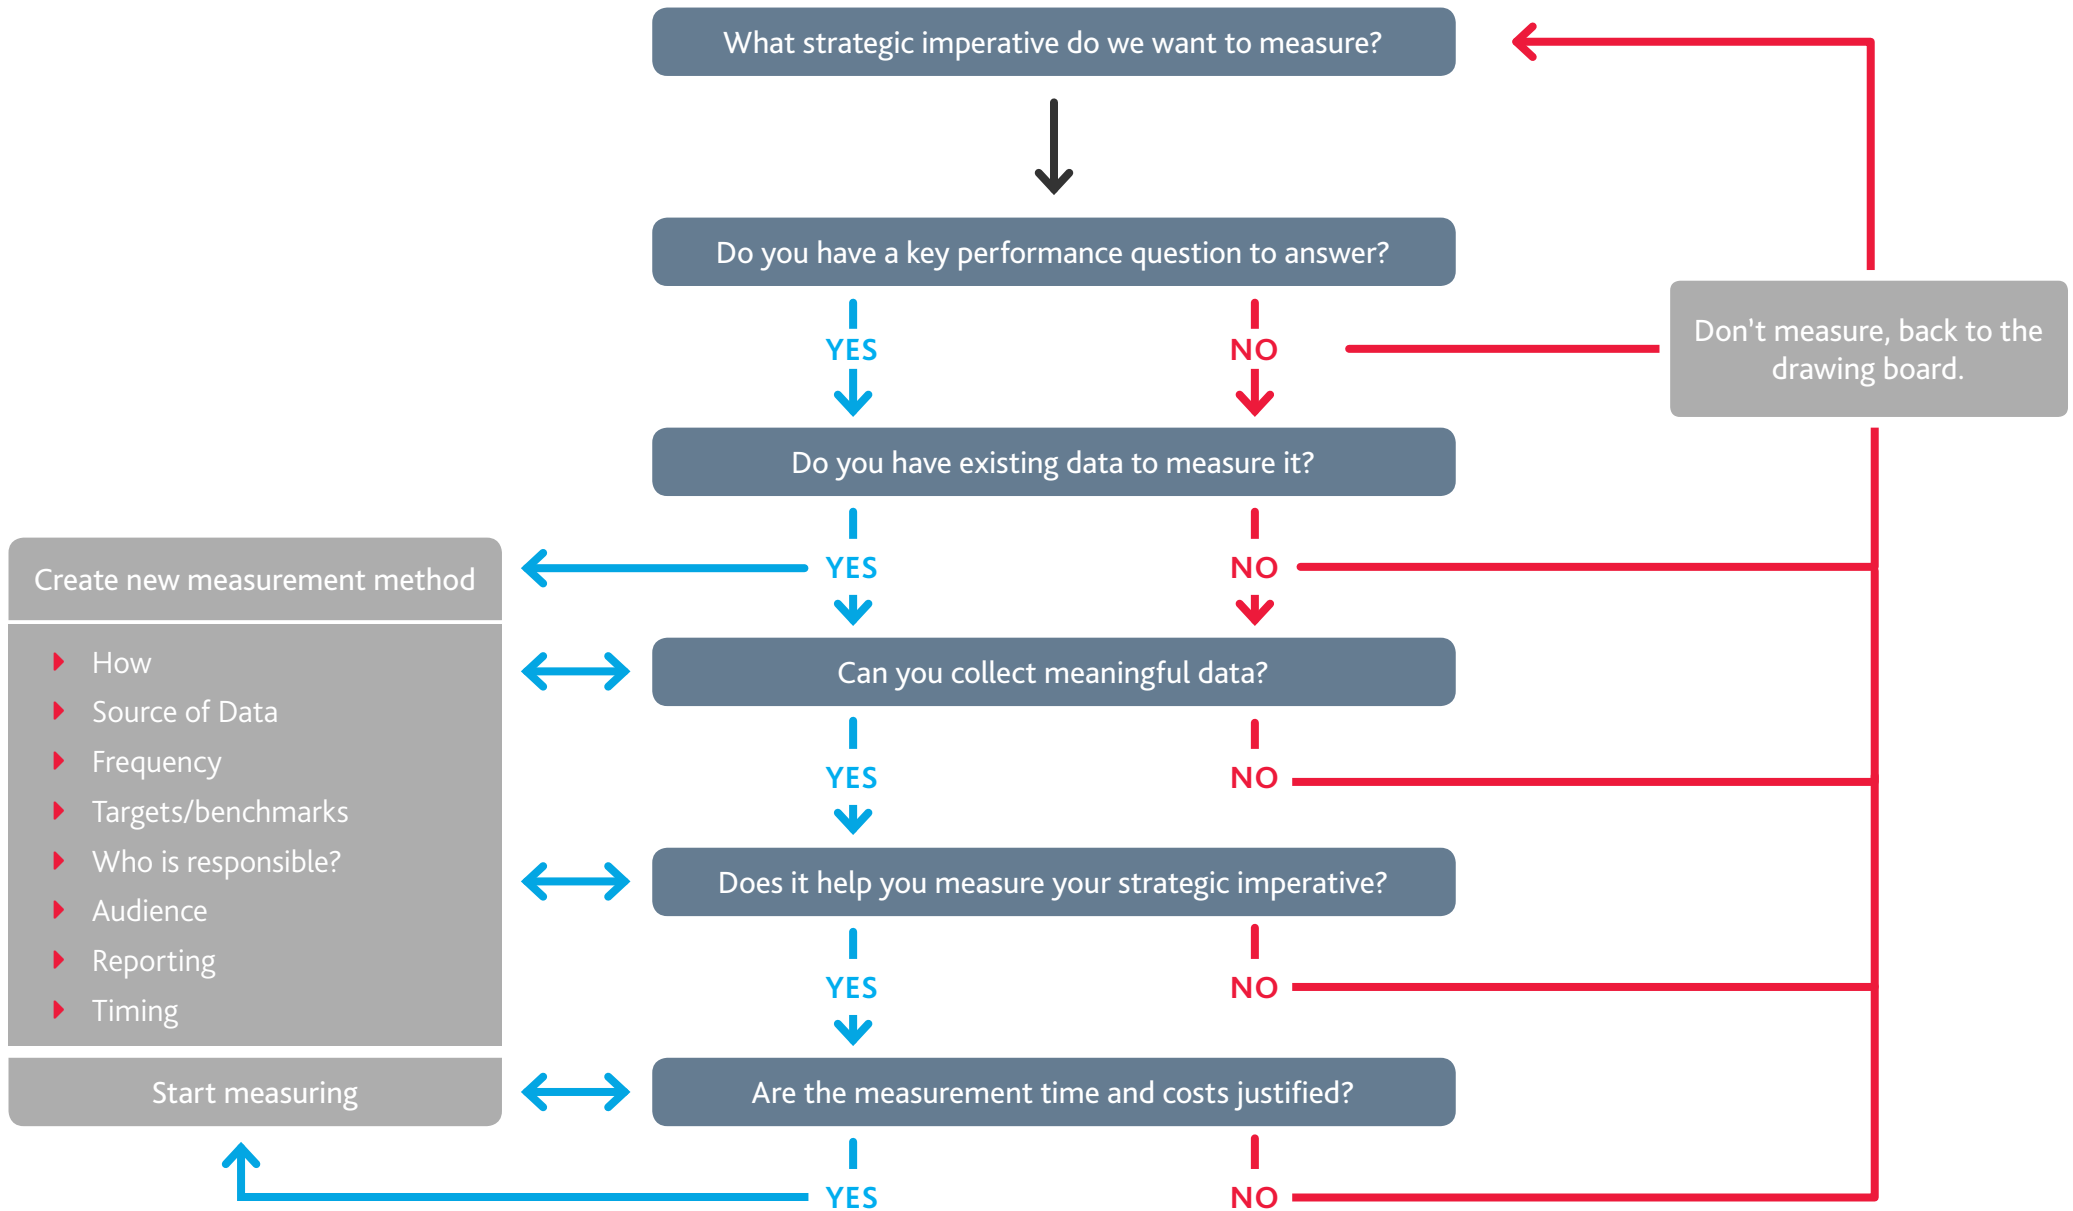 What strategic imperative do we want to measure?
Do you have a key performance question to answer?
YES
NO
Don’t measure, back to the
drawing board.
Do you have existing data to measure it?
YES
NO
Create new measurement method
How
Source of Data
Frequency
Targets/benchmarks
Who is responsible?
Audience
Reporting
Timing
Start measuring
Can you collect meaningful data?
YES
NO
Does it help you measure your strategic imperative?
YES
NO
Are the measurement time and costs justified?
YES
NO